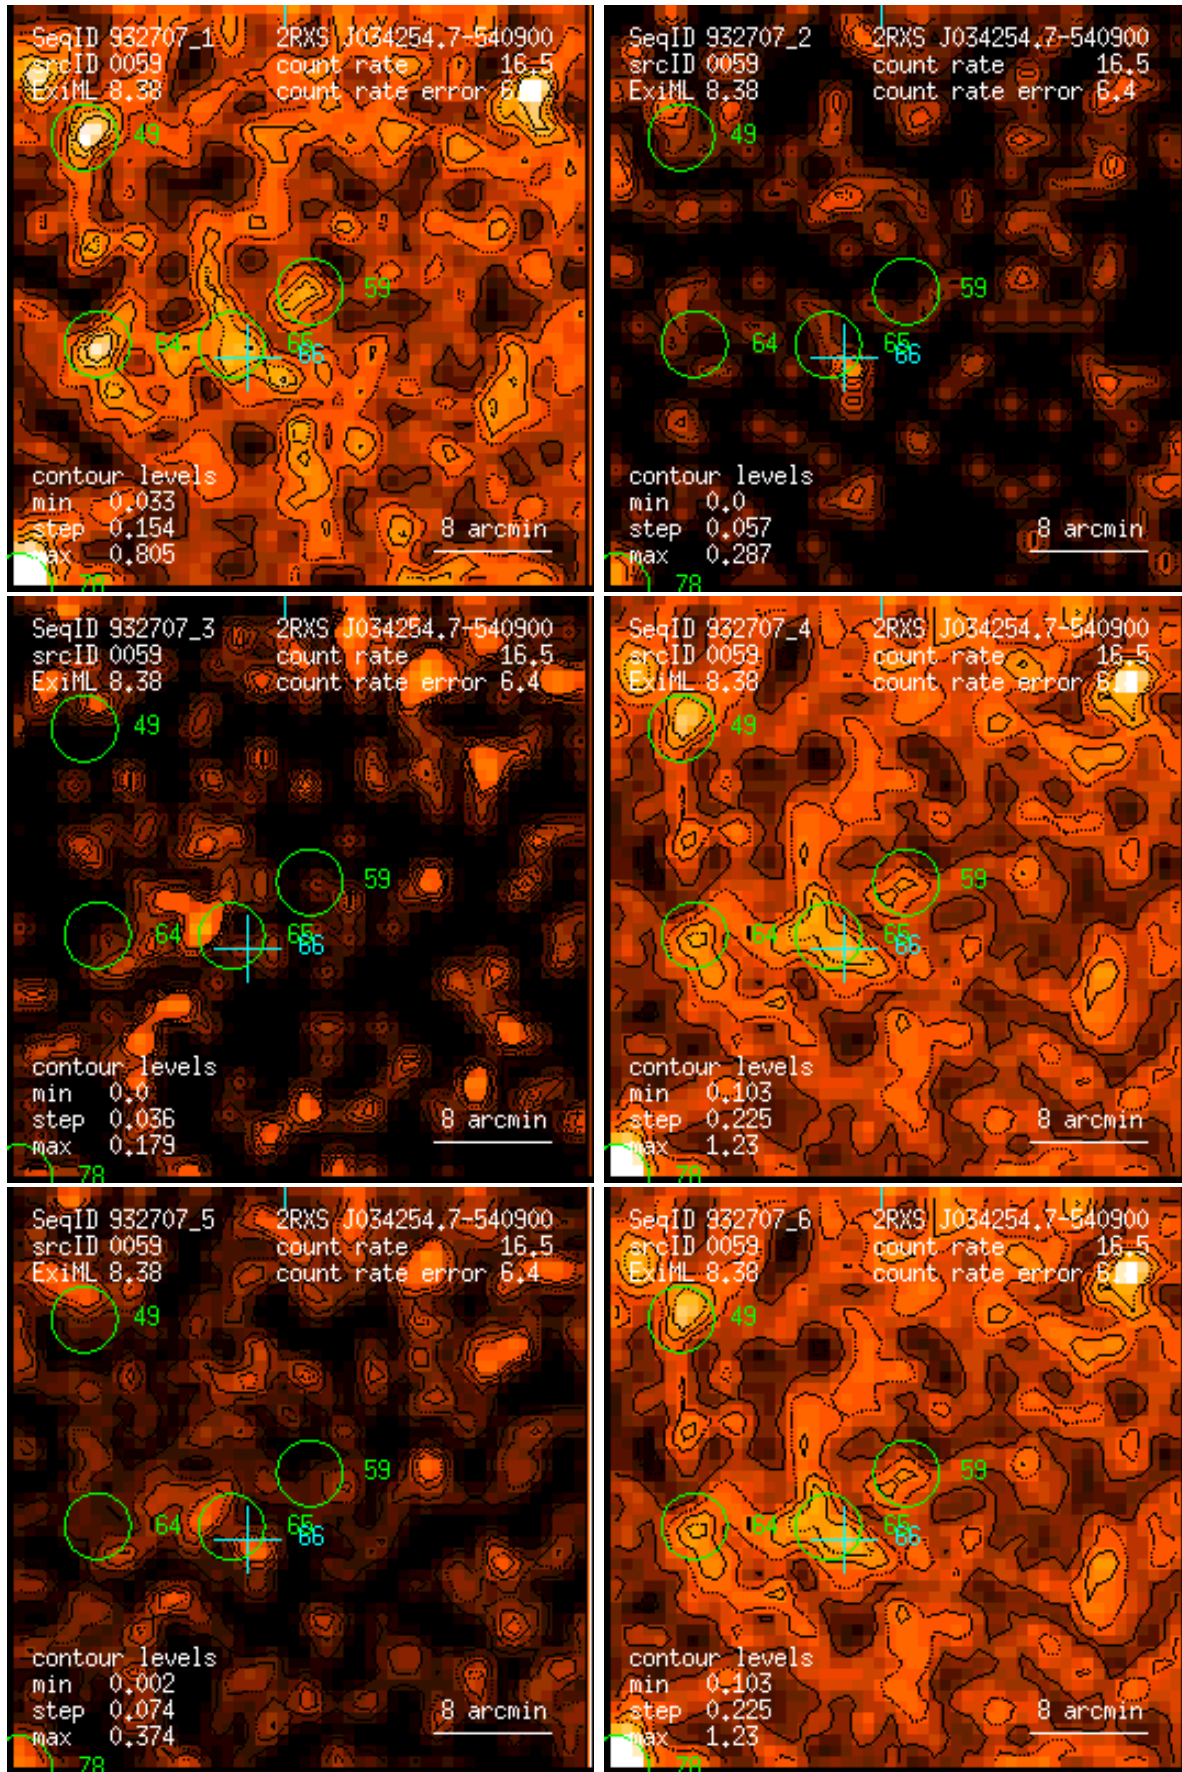 SeqID 932707_1 2RXS J034254.7-540900
srcID 0059 count rate 16.5
ExiML 8.38 count rate error 6.
49
59
64 65 66
contour levels
min 0.033
step 0.154 8 arcmin
max 0.805
78
SeqID 932707_2 2RXS J034254.7-540900
srcID 0059 count rate 16.5
ExiML 8.38 count rate error 6.4
49
59
64 65 66
contour levels
min 0.0
step 0.057 8 arcmin
max 0.287
78
SeqID 932707_3 2RXS J034254.7-540900
srcID 0059 count rate 16.5
ExiML 8.38 count rate error 6.4
49
59
64 65 66
contour levels
min 0.0
step 0.036 8 arcmin
max 0.179
78
SeqID 932707_4 2RXS J034254.7-540900
srcID 0059 count rate 16.5
ExiML 8.38 count rate error 6.
49
59
64 65 66
contour levels
min 0.103
step 0.225 8 arcmin
max 1.23
78
SeqID 932707_5 2RXS J034254.7-540900
srcID 0059 count rate 16.5
ExiML 8.38 count rate error 6.4
49
59
64 65 66
contour levels
min 0.002
step 0.074 8 arcmin
max 0.374
78
SeqID 932707_6 2RXS J034254.7-540900
srcID 0059 count rate 16.5
ExiML 8.38 count rate error 6.
49
59
64 65 66
contour levels
min 0.103
step 0.225 8 arcmin
max 1.23
78